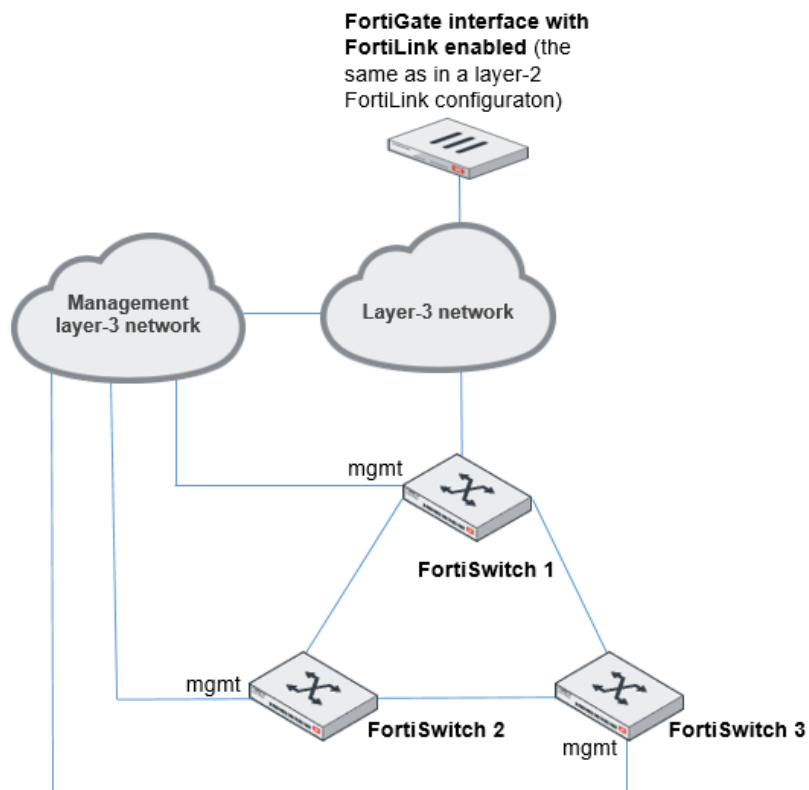 FortiGate interface with
FortiLink enabled (the
same as in a layer-2
FortiLink configuraton)
Management
layer-3 network
Layer-3 network
mgmt
FortiSwitch 1
mgmt
FortiSwitch 2
FortiSwitch 3
mgmt